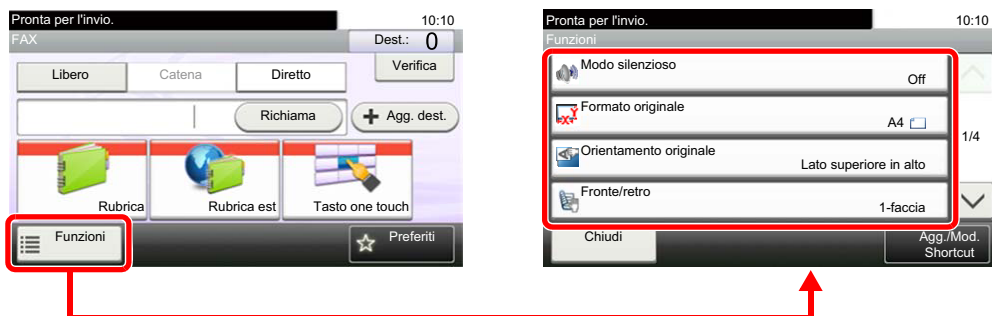 Pronta per l'invio.
10:10
FAX
Dest.: 0
Libero
Catena
Diretto
Verifica
Richiama
Agg. dest.
Rubrica
Rubrica est
Tasto one touch
Funzioni
Preferiti
Pronta per l'invio.
10:10
Funzioni
Modo silenzioso
Off
Formato originale
A4
1/4
Orientamento originale
Lato superiore in alto
Fronte/retro
1-faccia
Chiudi
Agg./Mod.
Shortcut